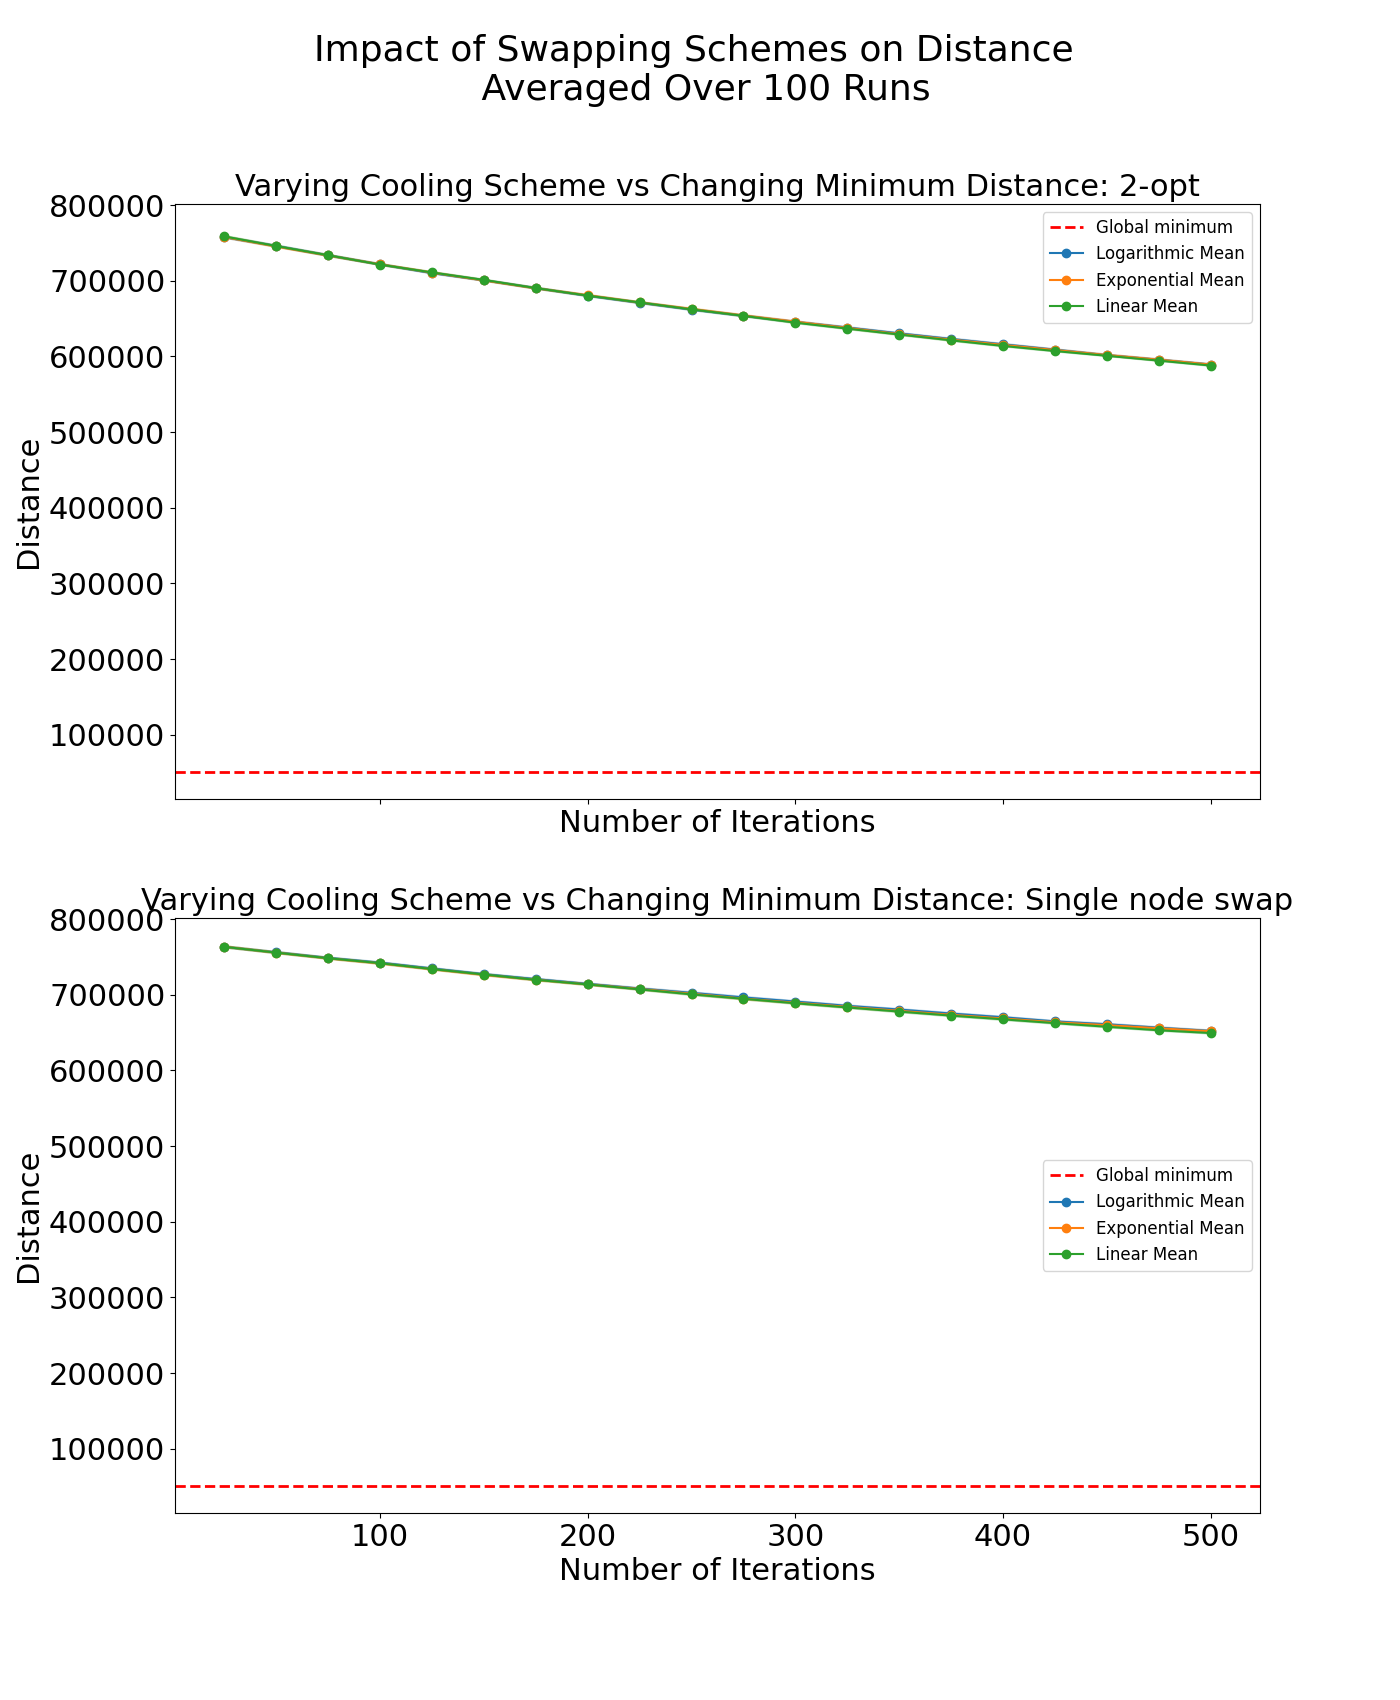 Impact of Swapping Schemes on Distance
Averaged Over 100 Runs
Varying Cooling Scheme vs Changing Minimum Distance: 2-opt
800000
700000
600000
500000
400000
300000
200000
100000
Distance
Global minimum
Logarithmic Mean
Exponential Mean
Linear Mean
Number of Iterations
Varying Cooling Scheme vs Changing Minimum Distance: Single node swap
800000
700000
600000
500000
400000
300000
200000
100000
Distance
Global minimum
Logarithmic Mean
Exponential Mean
Linear Mean
100 200 300 400 500
Number of Iterations